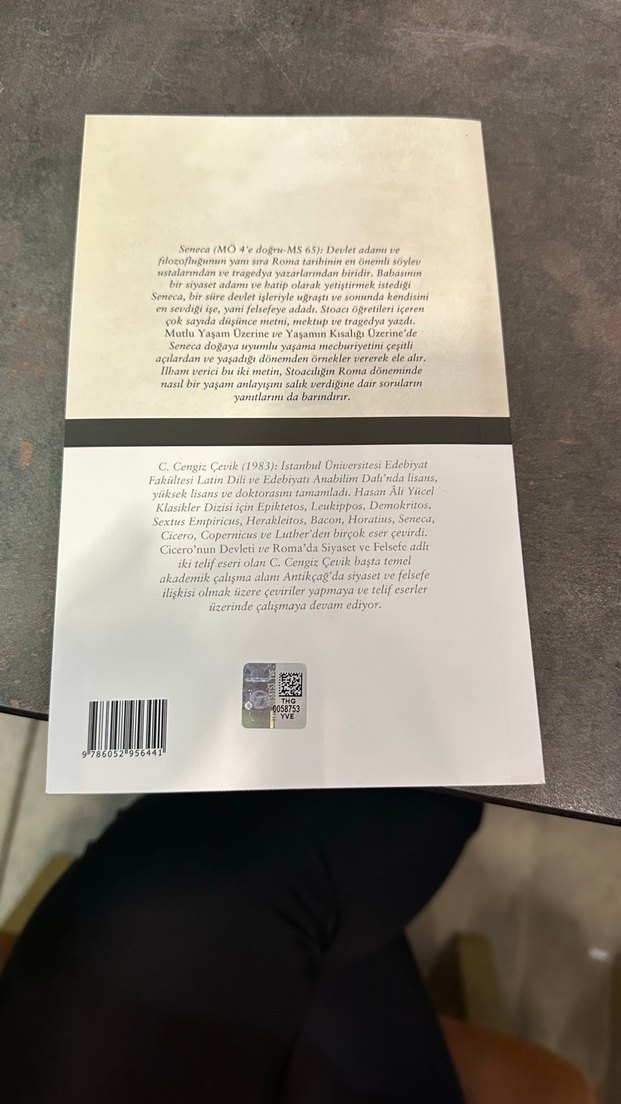 Seneca (MÖ 4'e doğru-MS 65): Devlet adamı ve
filozofluğunun yanı sıra Roma tarihinin en önemli söylev
ustalarından ve tragedya yazarlarından biridir. Babasının
bir siyaset adamı ve hatip olarak yetiştirmek istediği
Seneca, bir süre devlet işleriyle uğraştı ve sonunda kendisini
en sevdiği işe, yani felsefeye adadı. Stoacı öğretileri içeren
çok sayıda düşünce metni, mektup ve tragedya yazdı.
Mutlu Yaşam Üzerine ve Yaşamın Kısalığı Üzerine'de
Seneca doğaya uyumlu yaşama mecburiyetini çeşitli
açılardan ve yaşadığı dönemden örnekler vererek ele alır.
İlham verici bu iki metin, Stoacılığın Roma döneminde
nasıl bir yaşam anlayışını salık verdiğine dair soruların
yanıtlarını da barındırır.
C. Cengiz Çevik (1983): İstanbul Üniversitesi Edebiyat
Fakültesi Latin Dili ve Edebiyatı Anabilim Dalı'nda lisans,
yüksek lisans ve doktorasını tamamladı. Hasan Âli Yücel
Klasikler Dizisi için Epiktetos, Leukippos, Demokritos,
Sextus Empiricus, Herakleitos, Bacon, Horatius, Seneca,
Cicero, Copernicus ve Luther'den birçok eser çevirdi.
Cicero'nun Devleti ve Roma'da Siyaset ve Felsefe adlı
iki telif eseri olan C. Cengiz Çevik başta temel
akademik çalışma alanı Antikçağ'da siyaset ve felsefe
ilişkisi olmak üzere çeviriler yapmaya ve telif eserler
üzerinde çalışmaya devam ediyor.
THG
0058753
YVE
9 786052 956441